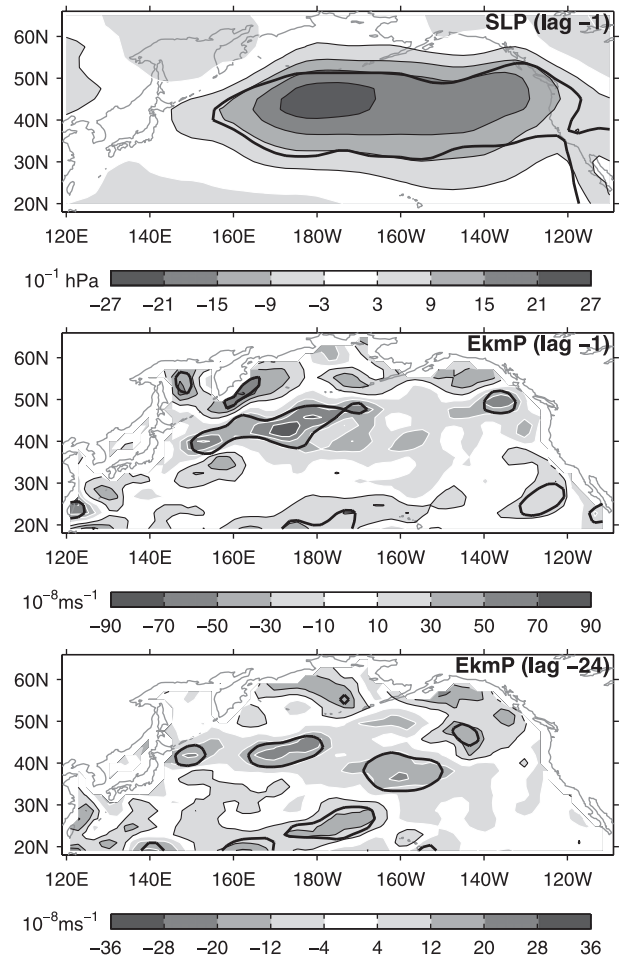 SLP (lag −1)
60N
50N
40N
30N
20N
120E 140E 160E 180W 160W 140W 120W
10⁻¹ hPa
−27 −21 −15 −9 −3 3 9 15 21 27
EkmP (lag −1)
60N
50N
40N
30N
20N
120E 140E 160E 180W 160W 140W 120W
10⁻⁸ms⁻¹
−90 −70 −50 −30 −10 10 30 50 70 90
EkmP (lag −24)
60N
50N
40N
30N
20N
120E 140E 160E 180W 160W 140W 120W
10⁻⁸ms⁻¹
−36 −28 −20 −12 −4 4 12 20 28 36